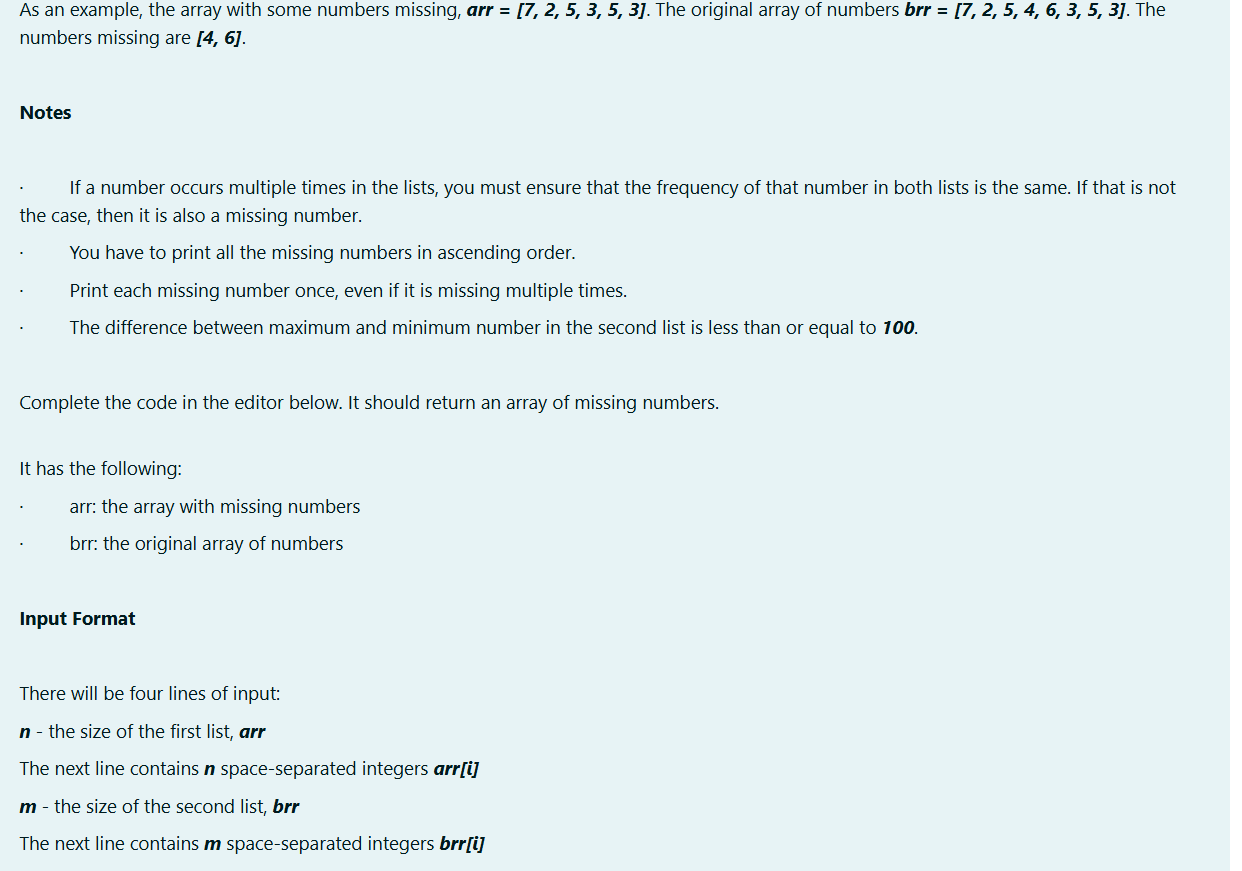 As an example, the array with some numbers missing, arr = [7, 2, 5, 3, 5, 3]. The original array of numbers brr = [7, 2, 5, 4, 6, 3, 5, 3]. The
numbers missing are [4, 6].
Notes
· If a number occurs multiple times in the lists, you must ensure that the frequency of that number in both lists is the same. If that is not
the case, then it is also a missing number.
· You have to print all the missing numbers in ascending order.
· Print each missing number once, even if it is missing multiple times.
· The difference between maximum and minimum number in the second list is less than or equal to 100.
Complete the code in the editor below. It should return an array of missing numbers.
It has the following:
· arr: the array with missing numbers
· brr: the original array of numbers
Input Format
There will be four lines of input:
n - the size of the first list, arr
The next line contains n space-separated integers arr[i]
m - the size of the second list, brr
The next line contains m space-separated integers brr[i]